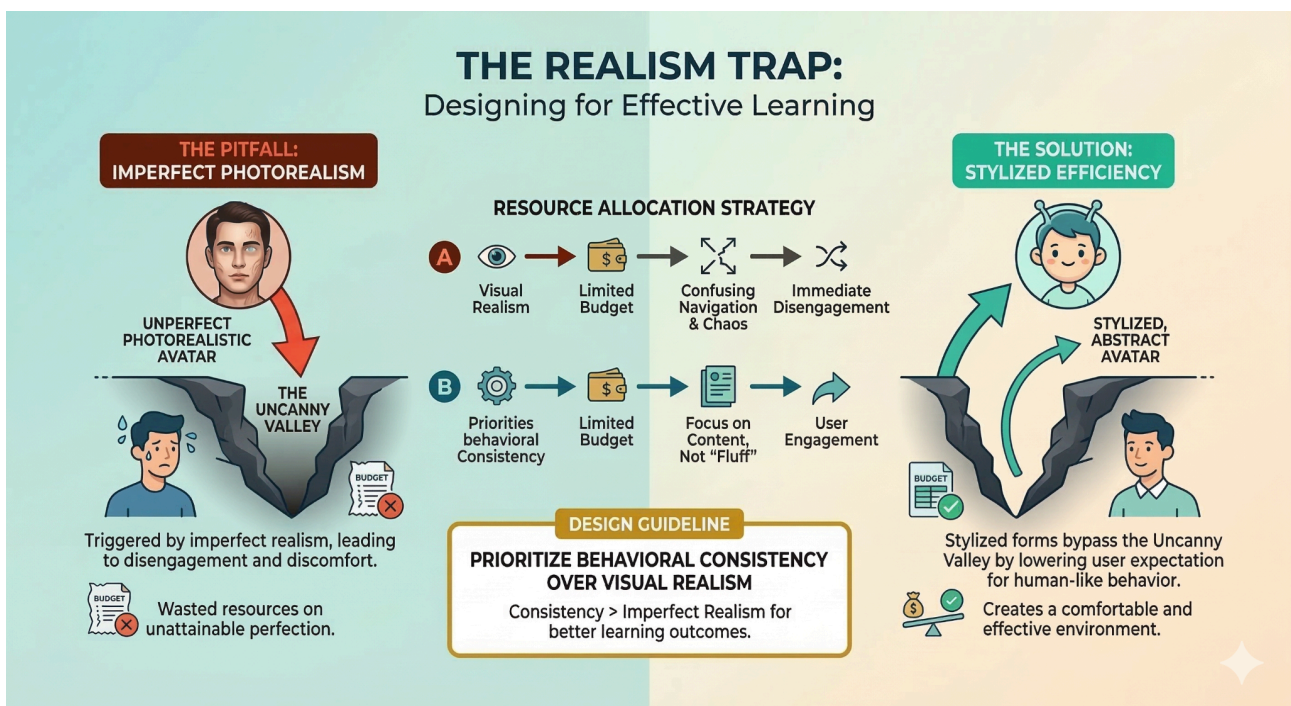 THE REALISM TRAP:
Designing for Effective Learning
THE PITFALL:
IMPERFECT PHOTOREALISM
UNPERFECT
PHOTOREALISTIC
AVATAR
THE
UNCANNY
VALLEY
BUDGET
Triggered by imperfect realism, leading
to disengagement and discomfort.
BUDGET
Wasted resources on
unattainable perfection.
RESOURCE ALLOCATION STRATEGY
A
Visual
Realism
$
Limited
Budget
Confusing
Navigation
& Chaos
Immediate
Disengagement
B
Priorities
behavioral
Consistency
$
Limited
Budget
Focus on
Content,
Not “Fluff”
User
Engagement
DESIGN GUIDELINE
PRIORITIZE BEHAVIORAL CONSISTENCY
OVER VISUAL REALISM
Consistency > Imperfect Realism for
better learning outcomes.
THE SOLUTION:
STYLIZED EFFICIENCY
STYLIZED,
ABSTRACT
AVATAR
BUDGET
Stylized forms bypass the Uncanny
Valley by lowering user expectation
for human-like behavior.
$
Creates a comfortable and
effective environment.